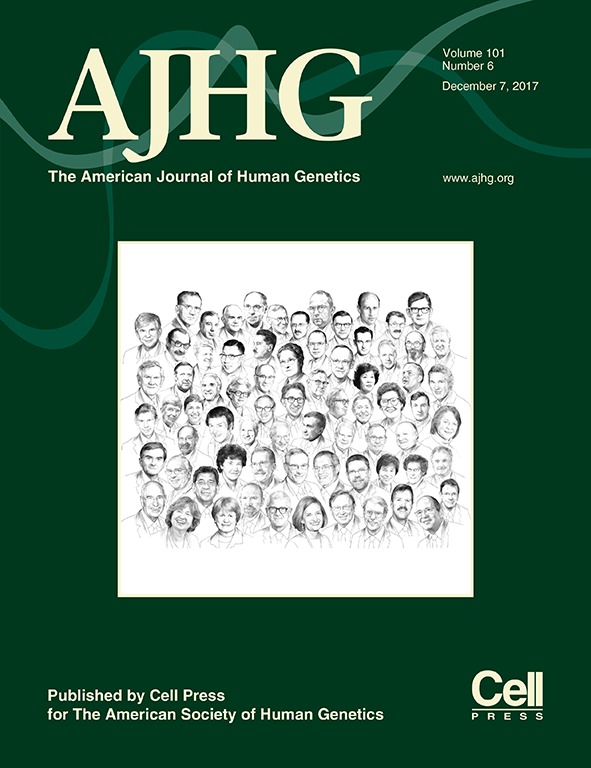 AJHG
The American Journal of Human Genetics
Volume 101
Number 6
December 7, 2017
www.ajhg.org
Published by Cell Press
for The American Society of Human Genetics
Cell
PRESS